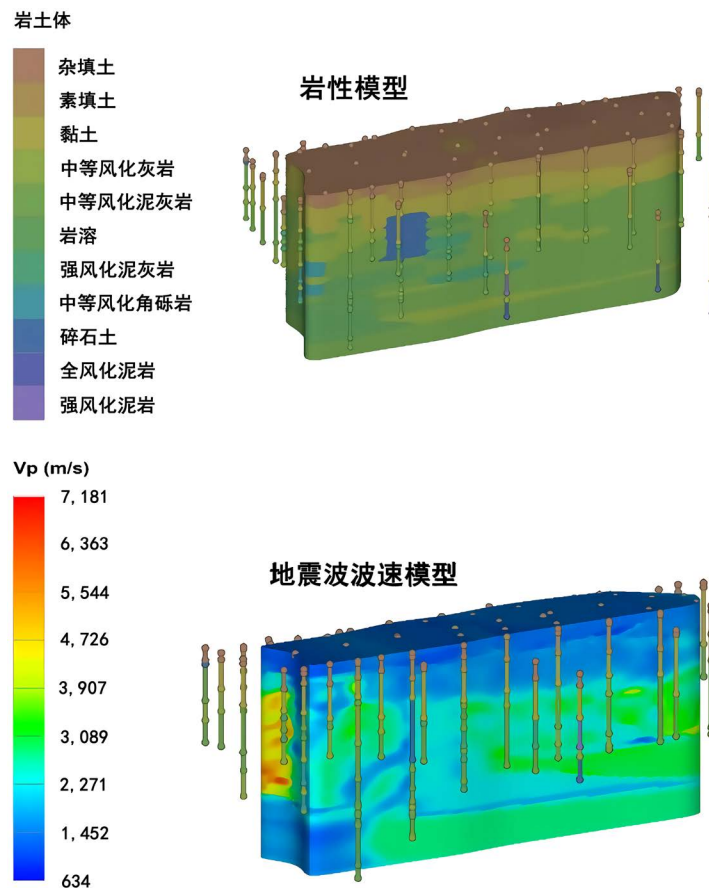 岩土体
岩性模型
杂填土
素填土
黏土
中等风化灰岩
中等风化泥灰岩
岩溶
强风化泥灰岩
中等风化角砾岩
碎石土
全风化泥岩
强风化泥岩
Vp (m/s)
地震波波速模型
7,181
6,363
5,544
4,726
3,907
3,089
2,271
1,452
634